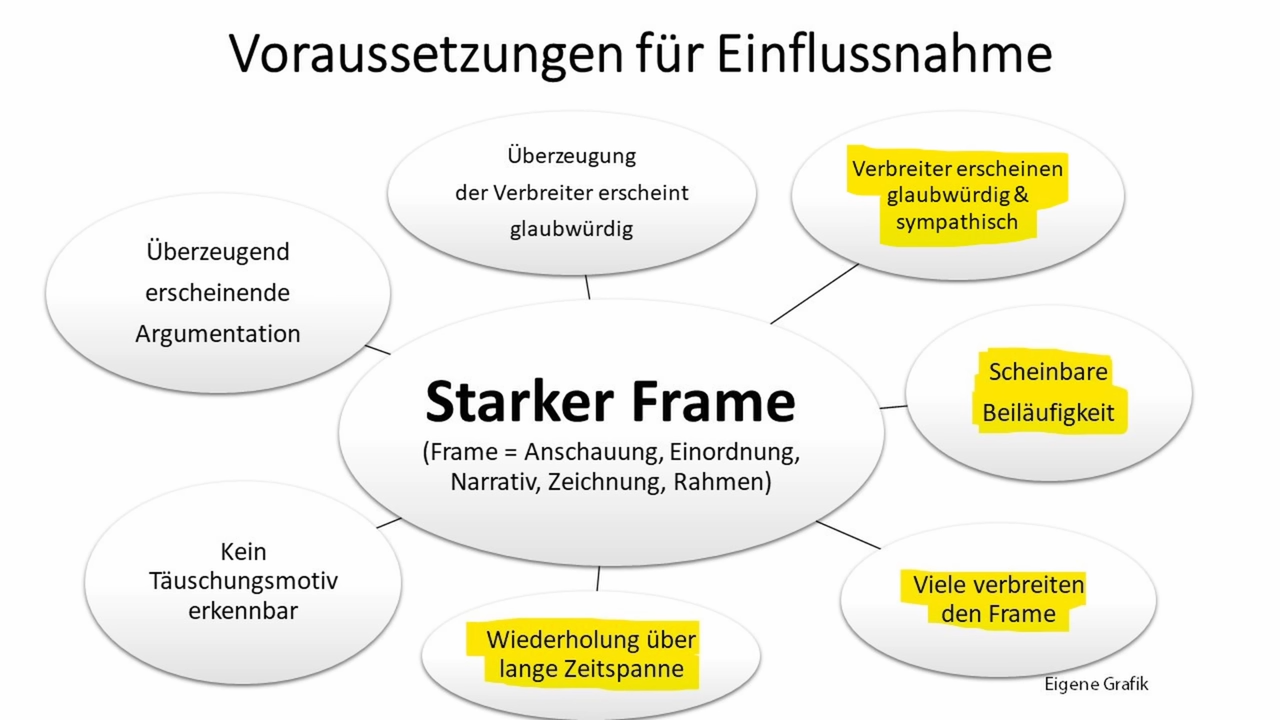 Voraussetzungen für Einflussnahme
Überzeugung
der Verbreiter erscheint
glaubwürdig
Verbreiter erscheinen
glaubwürdig &
sympathisch
Überzeugend
erscheinende
Argumentation
Scheinbare
Beiläufigkeit
Starker Frame
(Frame = Anschauung, Einordnung,
Narrativ, Zeichnung, Rahmen)
Kein
Täuschungsmotiv
erkennbar
Viele verbreiten
den Frame
Wiederholung über
lange Zeitspanne
Eigene Grafik